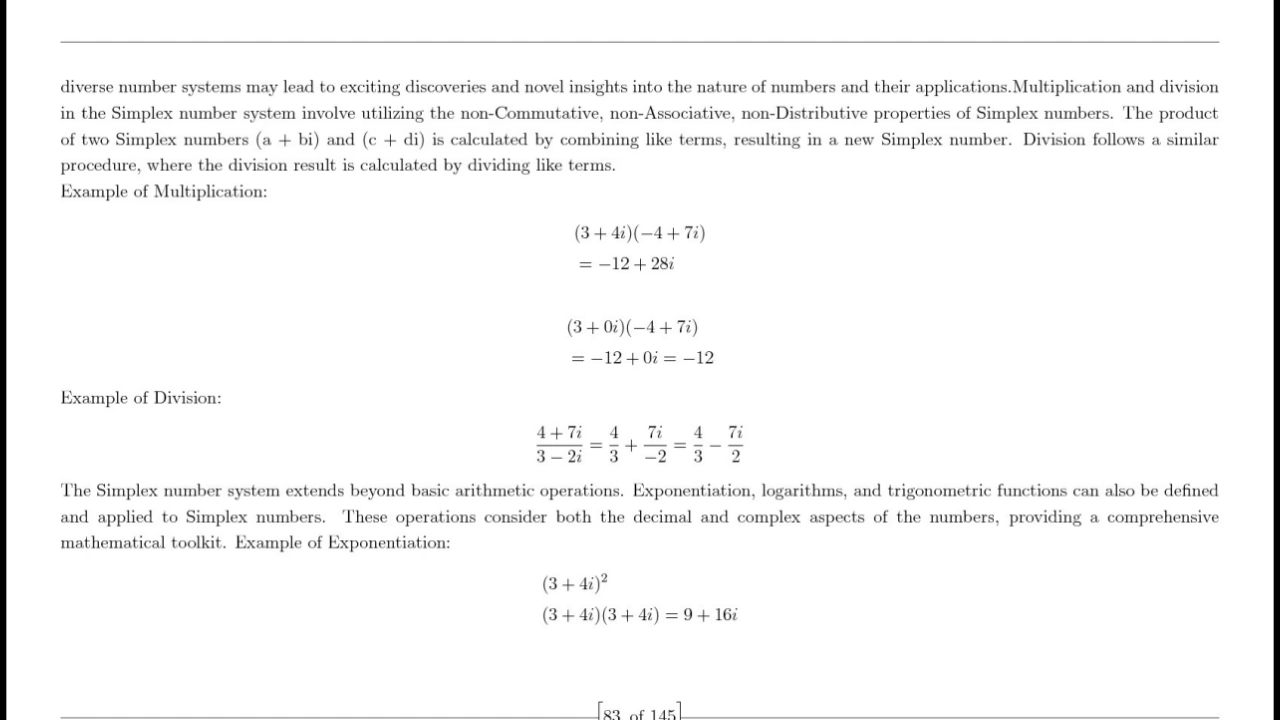 diverse number systems may lead to exciting discoveries and novel insights into the nature of numbers and their applications.Multiplication and division
in the Simplex number system involve utilizing the non-Commutative, non-Associative, non-Distributive properties of Simplex numbers. The product
of two Simplex numbers (a + bi) and (c + di) is calculated by combining like terms, resulting in a new Simplex number. Division follows a similar
procedure, where the division result is calculated by dividing like terms.
Example of Multiplication:
(3 + 4i)(−4 + 7i)
= −12 + 28i
(3 + 0i)(−4 + 7i)
= −12 + 0i = −12
Example of Division:
\frac{4 + 7i}{3 − 2i} = \frac{4}{3} + \frac{7i}{−2} = \frac{4}{3} − \frac{7i}{2}
The Simplex number system extends beyond basic arithmetic operations. Exponentiation, logarithms, and trigonometric functions can also be defined
and applied to Simplex numbers. These operations consider both the decimal and complex aspects of the numbers, providing a comprehensive
mathematical toolkit. Example of Exponentiation:
(3 + 4i)²
(3 + 4i)(3 + 4i) = 9 + 16i
[83 of 145]